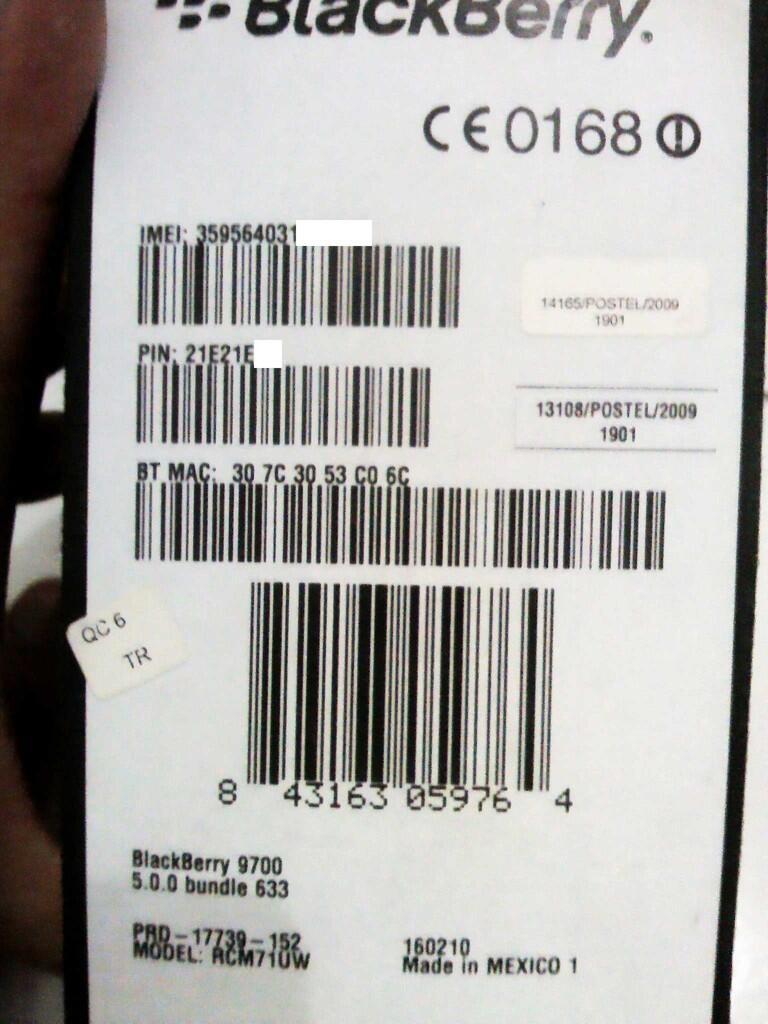 BlackBerry®
CE0168
IMEI: 359564031
14165/POSTEL/2009
1901
PIN: 21E21E
13108/POSTEL/2009
1901
BT MAC: 30 7C 30 53 C0 6C
QC 6
TR
8 43163 05976 4
BlackBerry 9700
5.0.0 bundle 633
PRD-17739-152
MODEL: RCM71UW
160210
Made in MEXICO 1